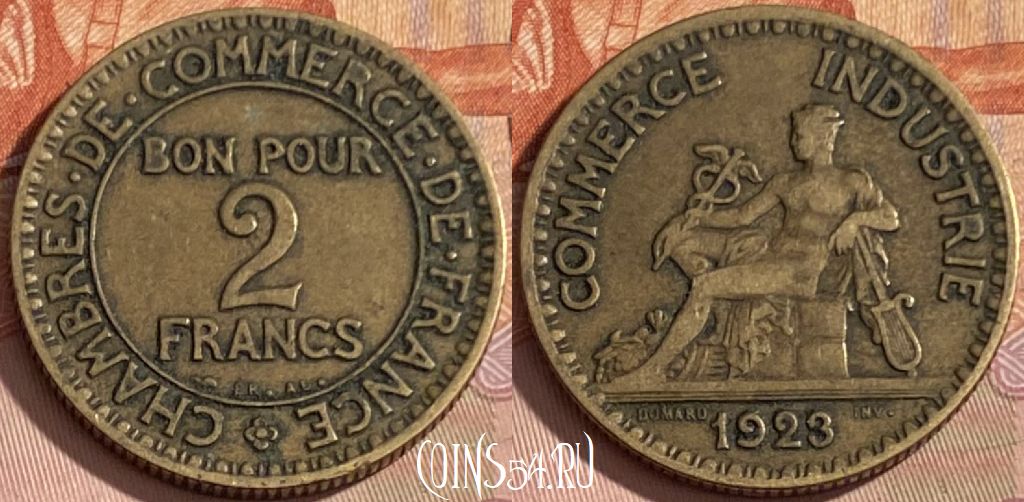 CHAMBRES·DE·COMMERCE·DE·FRANCE
BON POUR
2
FRANCS
COMMERCE INDUSTRIE
DOMARD INV.
1923
COINS54.RU